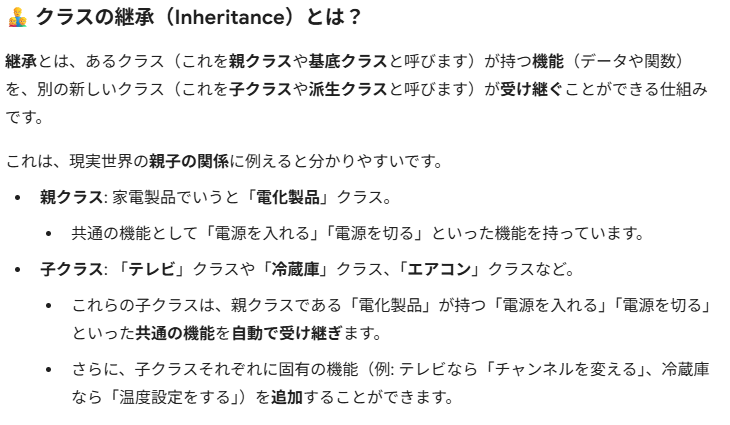 クラスの継承（Inheritance）とは？
継承とは、あるクラス（これを親クラスや基底クラスと呼びます）が持つ機能（データや関数）
を、別の新しいクラス（これを子クラスや派生クラスと呼びます）が受け継ぐことができる仕組み
です。
これは、現実世界の親子の関係に例えると分かりやすいです。
• 親クラス: 家電製品でいうと「電化製品」クラス。
• 共通の機能として「電源を入れる」「電源を切る」といった機能を持っています。
• 子クラス: 「テレビ」クラスや「冷蔵庫」クラス、「エアコン」クラスなど。
• これらの子クラスは、親クラスである「電化製品」が持つ「電源を入れる」「電源を切る」
といった共通の機能を自動で受け継ぎます。
• さらに、子クラスそれぞれに固有の機能（例: テレビなら「チャンネルを変える」、冷蔵庫
なら「温度設定をする」）を追加することができます。